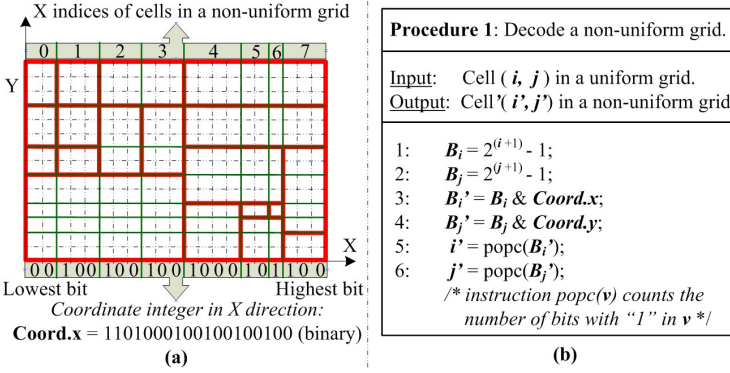 X indices of cells in a non-uniform grid
0 1 2 3 4 5 6 7
Y
X
0 0 1 0 0 1 0 0 1 0 0 1 0 0 0 1 0 1 1 0 0
Lowest bit Highest bit
Coordinate integer in X direction:
Coord.x = 1101000100100100100 (binary)
(a)
Procedure 1: Decode a non-uniform grid.
Input: Cell ( i, j ) in a uniform grid.
Output: Cell’( i’, j’) in a non-uniform grid
1: Bi = 2^(i+1) - 1;
2: Bj = 2^(j+1) - 1;
3 Bi’ = Bi & Coord.x;
4: Bj’ = Bj & Coord.y;
5: i’ = popc(Bi’);
6: j’ = popc(Bj’);
/* instruction popc(v) counts the
number of bits with “1” in v */
(b)